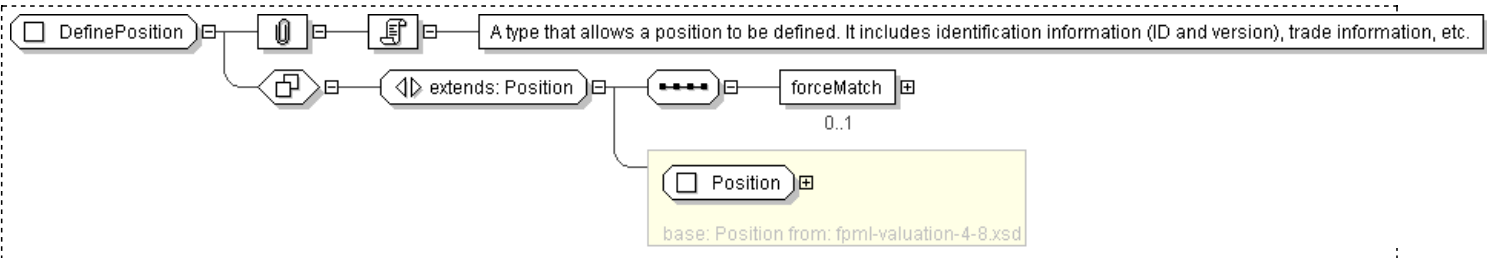 DefinePosition
A type that allows a position to be defined. It includes identification information (ID and version), trade information, etc.
extends: Position
forceMatch
0..1
Position
base: Position from: fpml-valuation-4-8.xsd